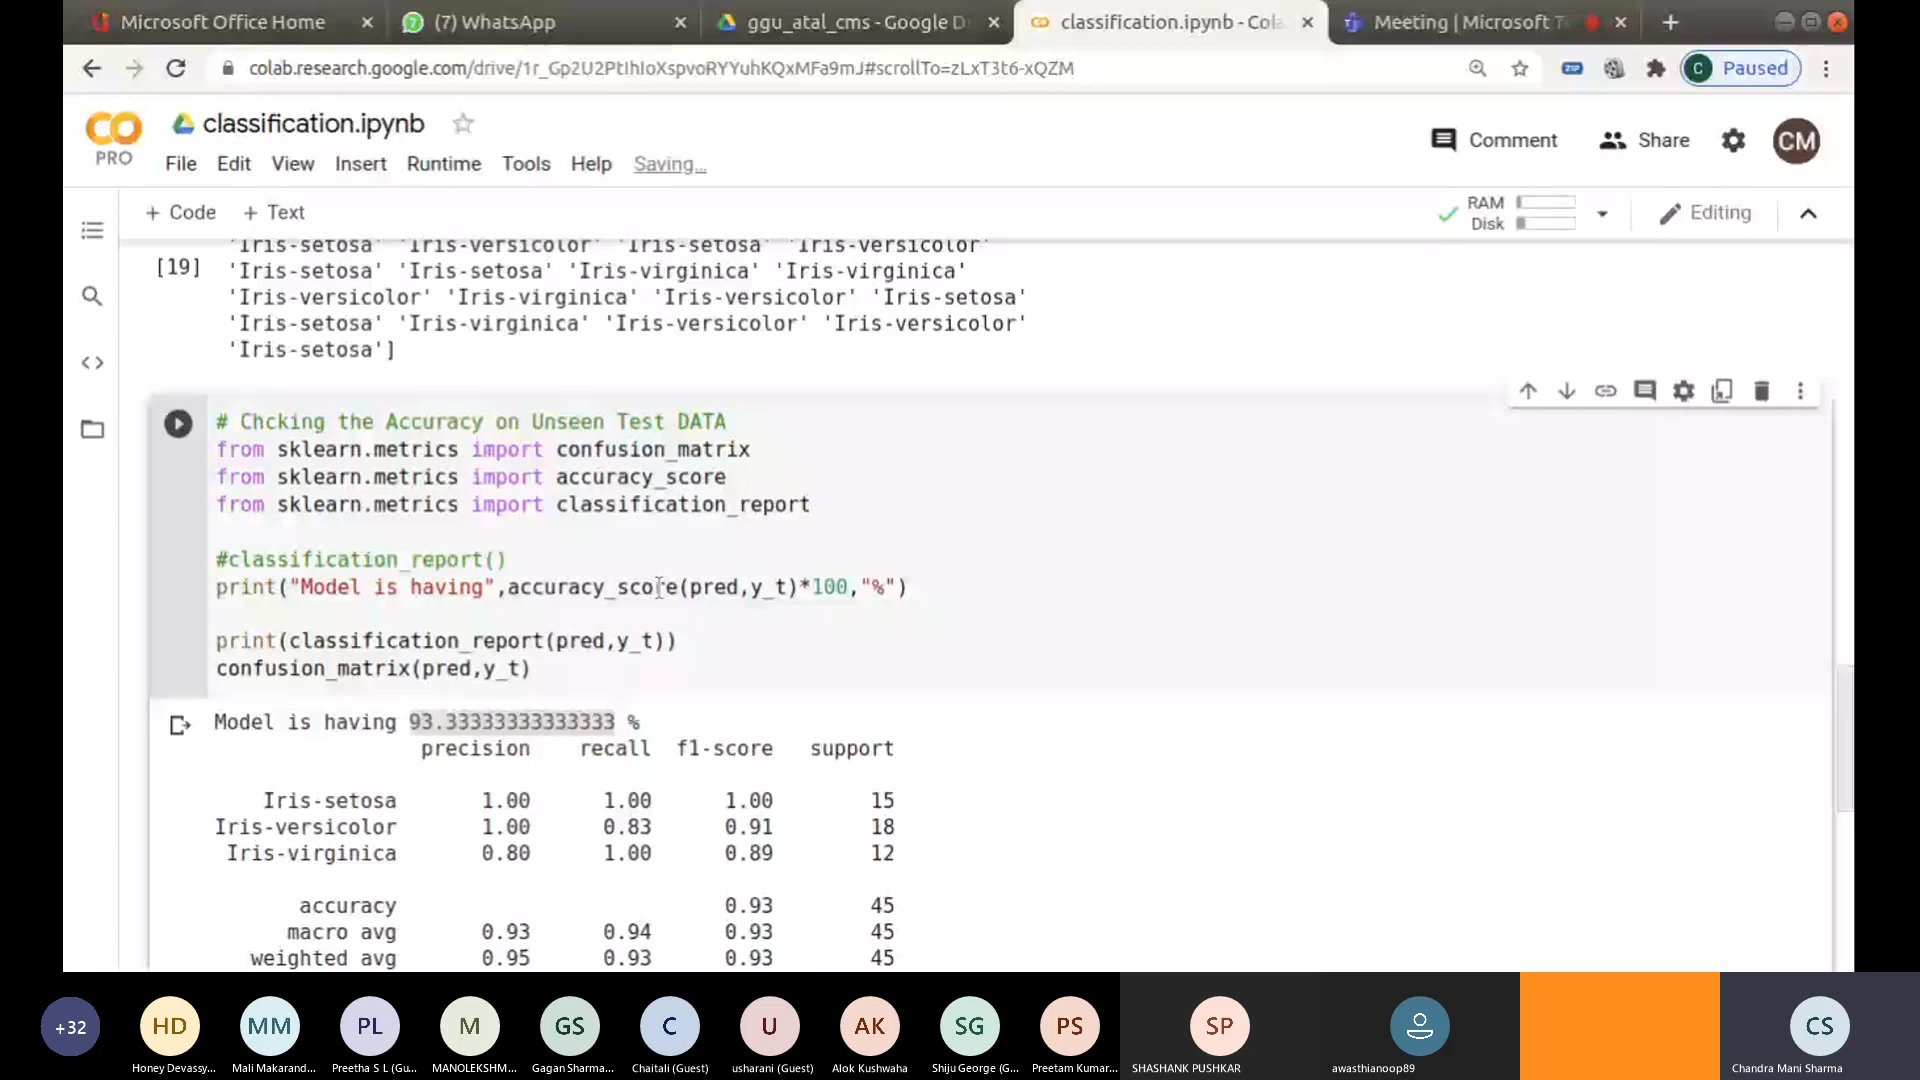 Microsoft Office Home
(7) WhatsApp
ggu_atal_cms - Google D
classification.ipynb - Cola
Meeting | Microsoft T
colab.research.google.com/drive/
#scrollTo=zLxT3t6-xQZM
ZIP
C Paused
CO
PRO
classification.ipynb
File Edit View Insert Runtime Tools Help Saving...
Comment
Share
CM
+ Code + Text
RAM
Disk
Editing
'Iris-setosa' 'Iris-versicolor' 'Iris-setosa' 'Iris-versicolor'
[19] 'Iris-setosa' 'Iris-setosa' 'Iris-virginica' 'Iris-virginica'
'Iris-versicolor' 'Iris-virginica' 'Iris-versicolor' 'Iris-setosa'
'Iris-setosa' 'Iris-virginica' 'Iris-versicolor' 'Iris-versicolor'
'Iris-setosa']
# Chcking the Accuracy on Unseen Test DATA
from sklearn.metrics import confusion_matrix
from sklearn.metrics import accuracy_score
from sklearn.metrics import classification_report
#classification_report()
print("Model is having",accuracy_score(pred,y_t)*100,"%")
print(classification_report(pred,y_t))
confusion_matrix(pred,y_t)
Model is having 93.33333333333333 %
precision recall f1-score support
Iris-setosa 1.00 1.00 1.00 15
Iris-versicolor 1.00 0.83 0.91 18
Iris-virginica 0.80 1.00 0.89 12
accuracy 0.93 45
macro avg 0.93 0.94 0.93 45
weighted avg 0.95 0.93 0.93 45
+32
HD
MM
PL
M
GS
C
U
AK
SG
PS
SP
CS
Honey Devassy...
Mali Makarand...
Preetha S L (Gu...
MANOLEKSHM...
Gagan Sharma...
Chaitali (Guest)
usharani (Guest)
Alok Kushwaha
Shiju George (G...
Preetam Kumar...
SHASHANK PUSHKAR
awasthianoop89
Chandra Mani Sharma